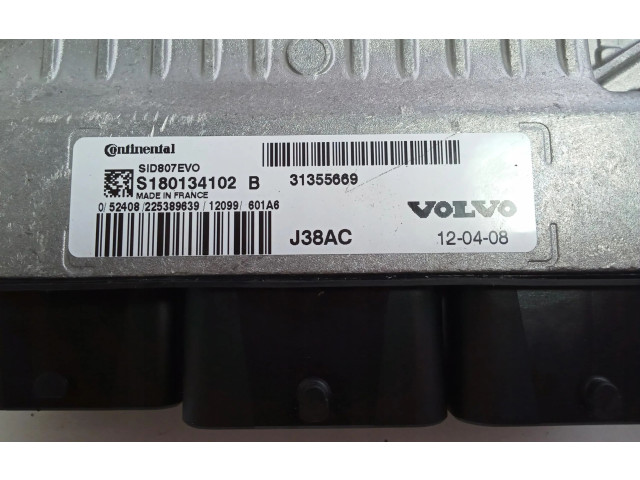 Continental
SID807EVO
S180134102 B
MADE IN FRANCE
0/ 52408 /225389639 / 12099/ 601A6
31355669
VOLVO
J38AC
12-04-08